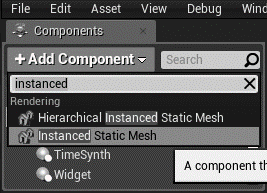 File Edit Asset View Debug Wind
Components
+Add Component
Search
instanced
Rendering
Hierarchical Instanced Static Mesh
Instanced Static Mesh
TimeSynth
Widget
A component th